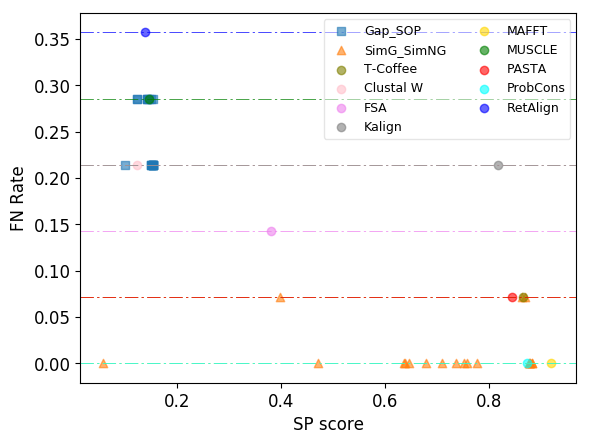 FN Rate
0.35
0.30
0.25
0.20
0.15
0.10
0.05
0.00
0.2 0.4 0.6 0.8
SP score
Gap_SOP
SimG_SimNG
T-Coffee
Clustal W
FSA
Kalign
MAFFT
MUSCLE
PASTA
ProbCons
RetAlign